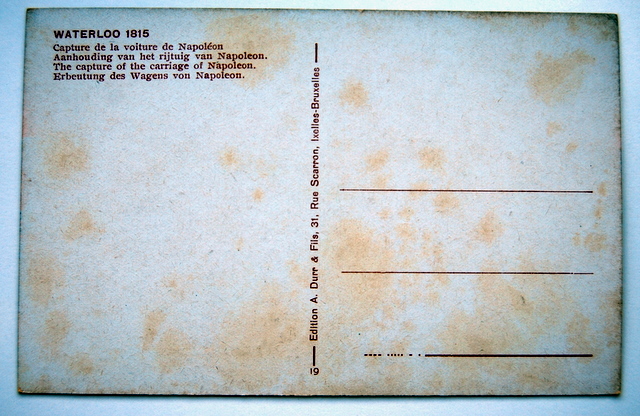 WATERLOO 1815
Capture de la voiture de Napoléon
Aanhouding van het rijtuig van Napoleon.
The capture of the carriage of Napoleon.
Erbeutung des Wagens von Napoleon.
19 — Edition A. Durr & Fils, 31, Rue Scarron, Ixelles-Bruxelles —